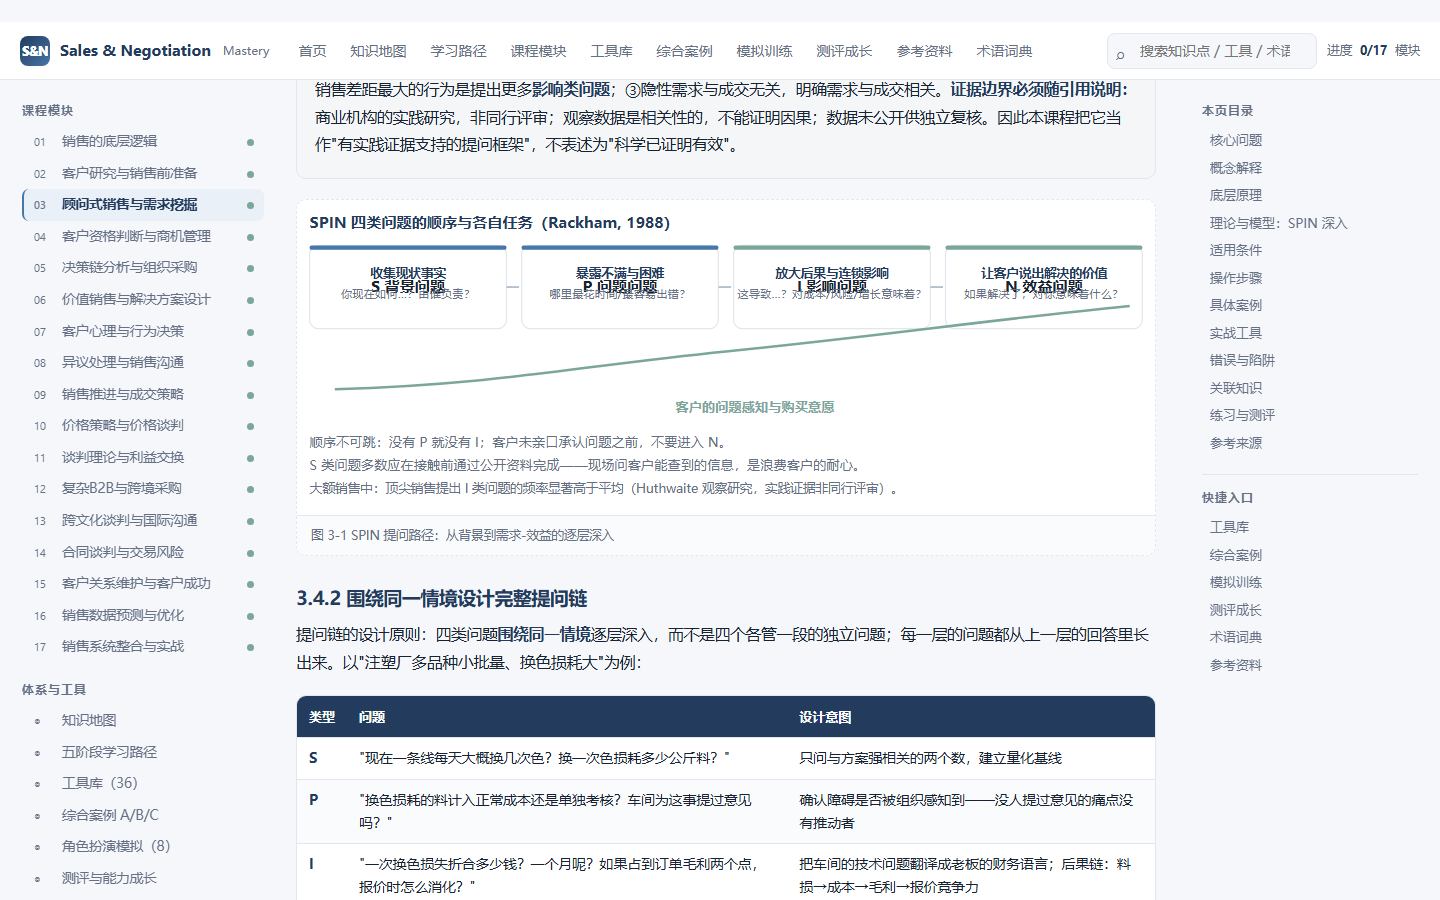 S&N Sales & Negotiation Mastery 首页 知识地图 学习路径 课程模块 工具库 综合案例 模拟训练 测评成长 参考资料 术语词典 搜索知识点 / 工具 / 术语 进度 0/17 模块
课程模块
01 销售的底层逻辑
02 客户研究与销售前准备
03 顾问式销售与需求挖掘
04 客户资格判断与商机管理
05 决策链分析与组织采购
06 价值销售与解决方案设计
07 客户心理与行为决策
08 异议处理与销售沟通
09 销售推进与成交策略
10 价格策略与价格谈判
11 谈判理论与利益交换
12 复杂B2B与跨境采购
13 跨文化谈判与国际沟通
14 合同谈判与交易风险
15 客户关系维护与客户成功
16 销售数据预测与优化
17 销售系统整合与实战
体系与工具
知识地图
五阶段学习路径
工具库（36）
综合案例 A/B/C
角色扮演模拟（8）
测评与能力成长
销售差距最大的行为是提出更多影响类问题；③隐性需求与成交无关，明确需求与成交相关。证据边界必须随引用说明：
商业机构的实践研究，非同行评审；观察数据是相关性的，不能证明因果；数据未公开供独立复核。因此本课程把它当
作"有实践证据支持的提问框架"，不表述为"科学已证明有效"。
SPIN 四类问题的顺序与各自任务（Rackham, 1988）
收集现状事实
S 背景问题
你现在如何…？由谁负责？
暴露不满与困难
P 问题问题
哪里最花时间/最容易出错？
放大后果与连锁影响
I 影响问题
这导致…？对成本/风险/增长意味着？
让客户说出解决的价值
N 效益问题
如果解决了，对你意味着什么？
客户的问题感知与购买意愿
顺序不可跳：没有 P 就没有 I；客户未亲口承认问题之前，不要进入 N。
S 类问题多数应在接触前通过公开资料完成——现场问客户能查到的信息，是浪费客户的耐心。
大额销售中：顶尖销售提出 I 类问题的频率显著高于平均（Huthwaite 观察研究，实践证据非同行评审）。
图 3-1 SPIN 提问路径：从背景到需求-效益的逐层深入
3.4.2 围绕同一情境设计完整提问链
提问链的设计原则：四类问题围绕同一情境逐层深入，而不是四个各管一段的独立问题；每一层的问题都从上一层的回答里长
出来。以"注塑厂多品种小批量、换色损耗大"为例：
类型 问题 设计意图
S "现在一条线每天大概换几次色？换一次色损耗多少公斤料？" 只问与方案强相关的两个数，建立量化基线
P "换色损耗的料计入正常成本还是单独考核？车间为这事提过意见
吗？" 确认障碍是否被组织感知到——没人提过意见的痛点没
有推动者
I "一次换色损失折合多少钱？一个月呢？如果占到订单毛利两个点，
报价时怎么消化？" 把车间的技术问题翻译成老板的财务语言；后果链：料
损→成本→毛利→报价竞争力
本页目录
核心问题
概念解释
底层原理
理论与模型：SPIN 深入
适用条件
操作步骤
具体案例
实战工具
错误与陷阱
关联知识
练习与测评
参考来源
快捷入口
工具库
综合案例
模拟训练
测评成长
术语词典
参考资料